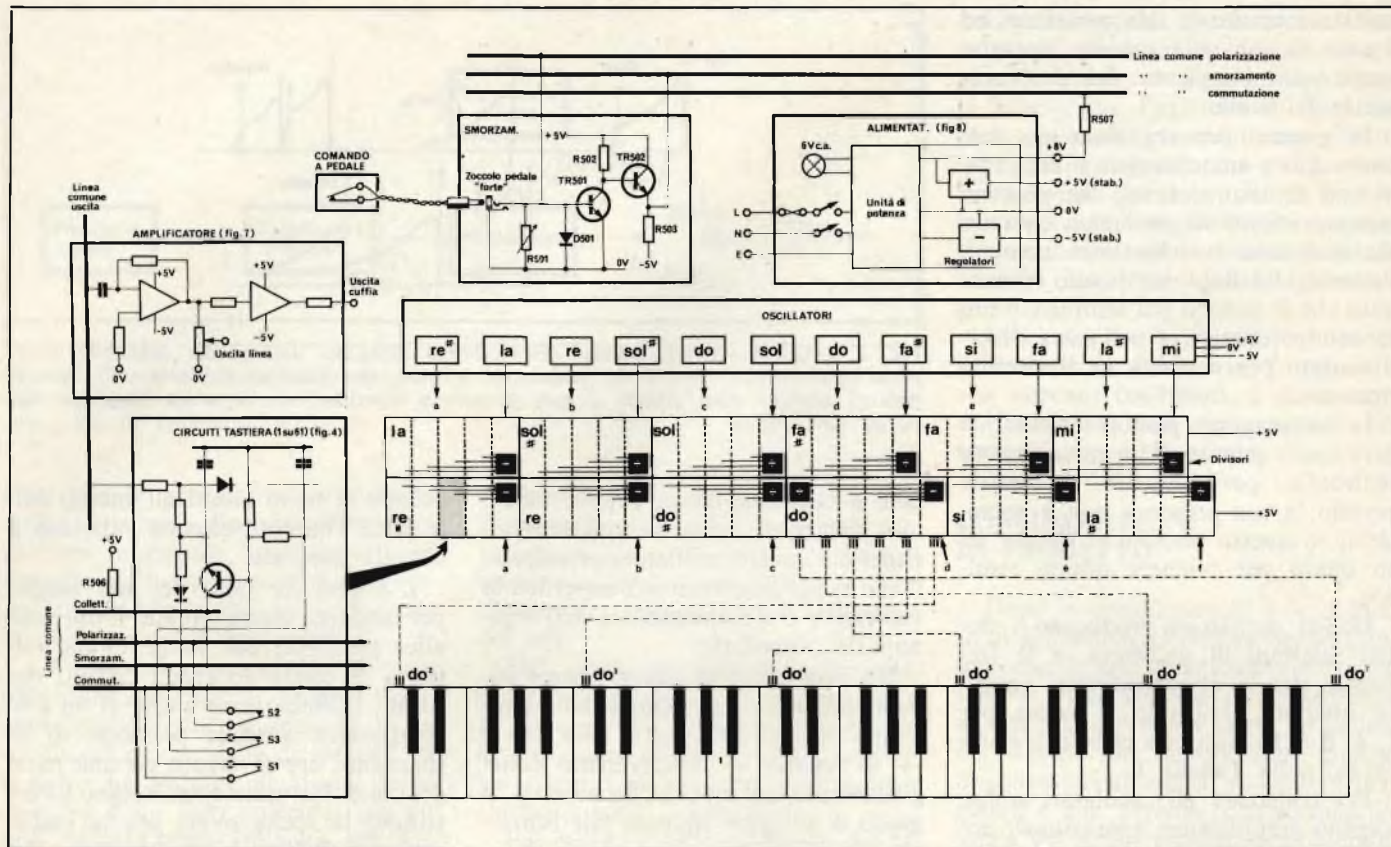 Linea comune polarizzazione
,, ,, smorzamento
,, ,, commutazione
R507
SMORZAM.
+5V
R502
TR502
TR501
Zoccolo pedale
"forte"
D501
R501
R503
0V
-5V
COMANDO
A PEDALE
ALIMENTAT. (fig 8)
6V c.a.
Unitá di
potenza
L
N
E
Regolatori
+8V
+5V (stab.)
0V
-5V (stab.)
Linea
comune
uscita
AMPLIFICATORE (fig. 7)
+5V
+5V
-5V
-5V
Uscita
cuffia
Uscita linea
0V
0V
OSCILLATORI
re# la re sol# do sol do fa# si fa la mi
+5V
-5V
a b c d e
CIRCUITI TASTIERA (1su61) (fig.4)
la sol# sol fa# fa mi
+5V
Divisori
re# re do# do si la
+5V
b d
+5V
R506
Collett.
Linea comune
Polarizzaz.
Smorzam.
Commut.
S2
S3
S1
do² do³ do⁴ do⁵ do⁶ do⁷